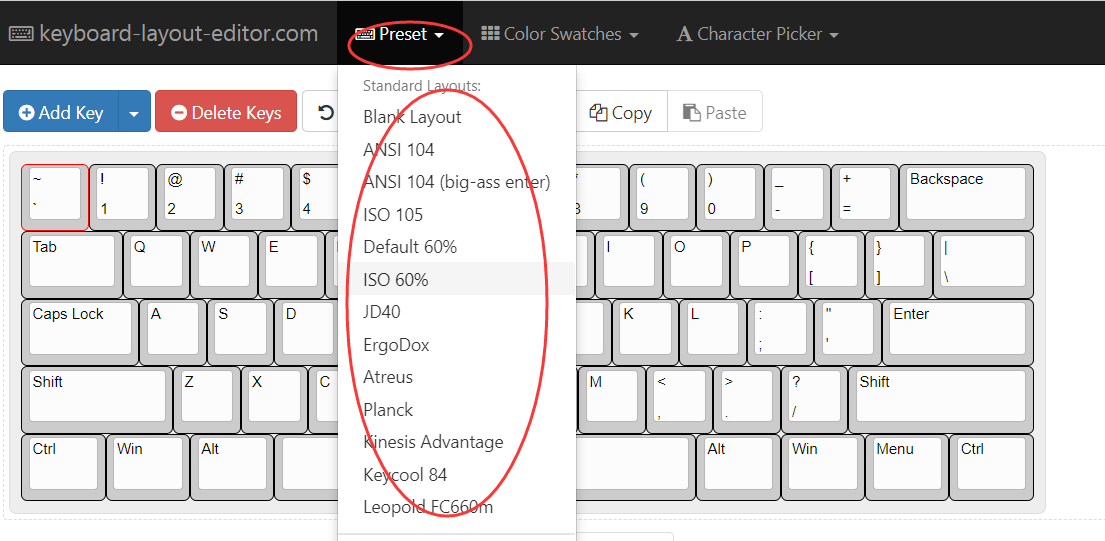 keyboard-layout-editor.com Preset Color Swatches Character Picker
Add Key Delete Keys Copy Paste
Standard Layouts:
Blank Layout
ANSI 104
ANSI 104 (big-ass enter)
ISO 105
Default 60%
ISO 60%
JD40
ErgoDox
Atreus
Planck
Kinesis Advantage
Keycool 84
Leopold FC660m
~ ! @ # $ ( ) _ + Backspace
` 1 2 3 4 9 0 - =
Tab Q W E I O P { } |
[ ] \
Caps Lock A S D K L : " Enter
; '
Shift Z X C M < > ? Shift
, . /
Ctrl Win Alt Alt Win Menu Ctrl